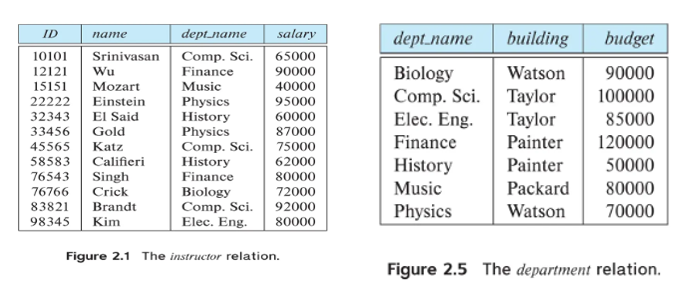 ID name dept_name salary
10101 Srinivasan Comp. Sci. 65000
12121 Wu Finance 90000
15151 Mozart Music 40000
22222 Einstein Physics 95000
32343 El Said History 60000
33456 Gold Physics 87000
45565 Katz Comp. Sci. 75000
58583 Califieri History 62000
76543 Singh Finance 80000
76766 Crick Biology 72000
83821 Brandt Comp. Sci. 92000
98345 Kim Elec. Eng. 80000
Figure 2.1 The instructor relation.
dept_name building budget
Biology Watson 90000
Comp. Sci. Taylor 100000
Elec. Eng. Taylor 85000
Finance Painter 120000
History Painter 50000
Music Packard 80000
Physics Watson 70000
Figure 2.5 The department relation.